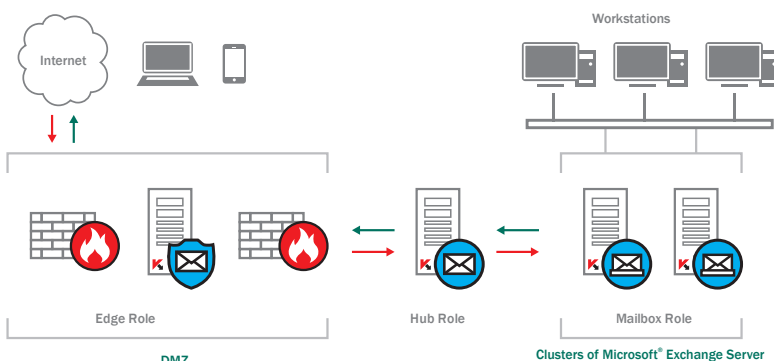 Workstations
Internet
Edge Role
Hub Role
Mailbox Role
DMZ
Clusters of Microsoft® Exchange Server